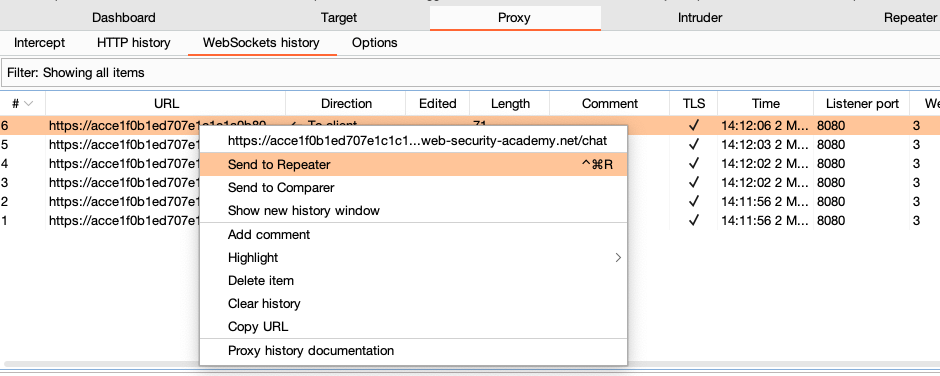 Dashboard Target Proxy Intruder Repeater
Intercept HTTP history WebSockets history Options
Filter: Showing all items
# URL Direction Edited Length Comment TLS Time Listener port We
6 To client 71 ✓ 14:12:06 2 M... 8080 3
https://acce1f0b1ed707e1c1c1...web-security-academy.net/chat
5 https://acce1f0b1ed707e1 ✓ 14:12:03 2 M... 8080 3
Send to Repeater ^⌘R
4 https://acce1f0b1ed707e1 ✓ 14:12:02 2 M... 8080 3
Send to Comparer
3 https://acce1f0b1ed707e1 ✓ 14:12:02 2 M... 8080 3
Show new history window
2 https://acce1f0b1ed707e1 ✓ 14:11:56 2 M... 8080 3
1 https://acce1f0b1ed707e1 ✓ 14:11:56 2 M... 8080 3
Add comment
Highlight
Delete item
Clear history
Copy URL
Proxy history documentation